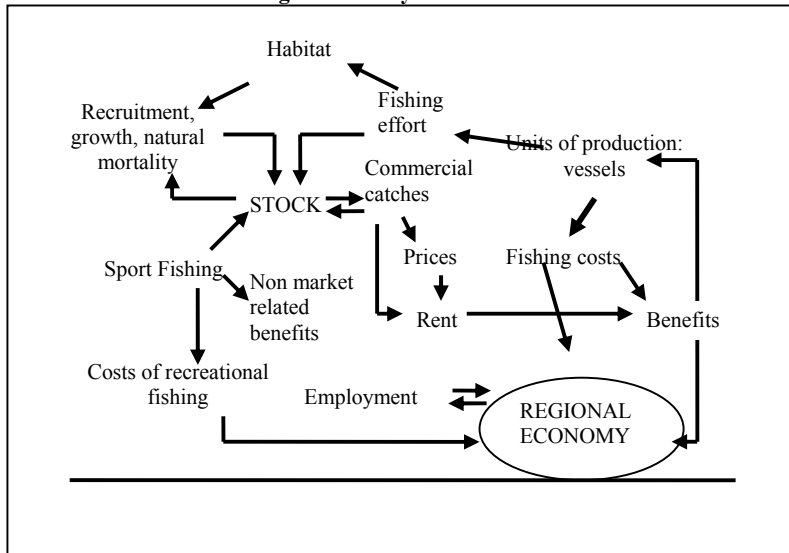 Habitat
Fishing
effort
Recruitment,
growth, natural
mortality
Units of production:
vessels
Commercial
catches
STOCK
Prices
Fishing costs
Sport Fishing
Non market
related
benefits
Rent
Benefits
Costs of recreational
fishing
Employment
REGIONAL
ECONOMY